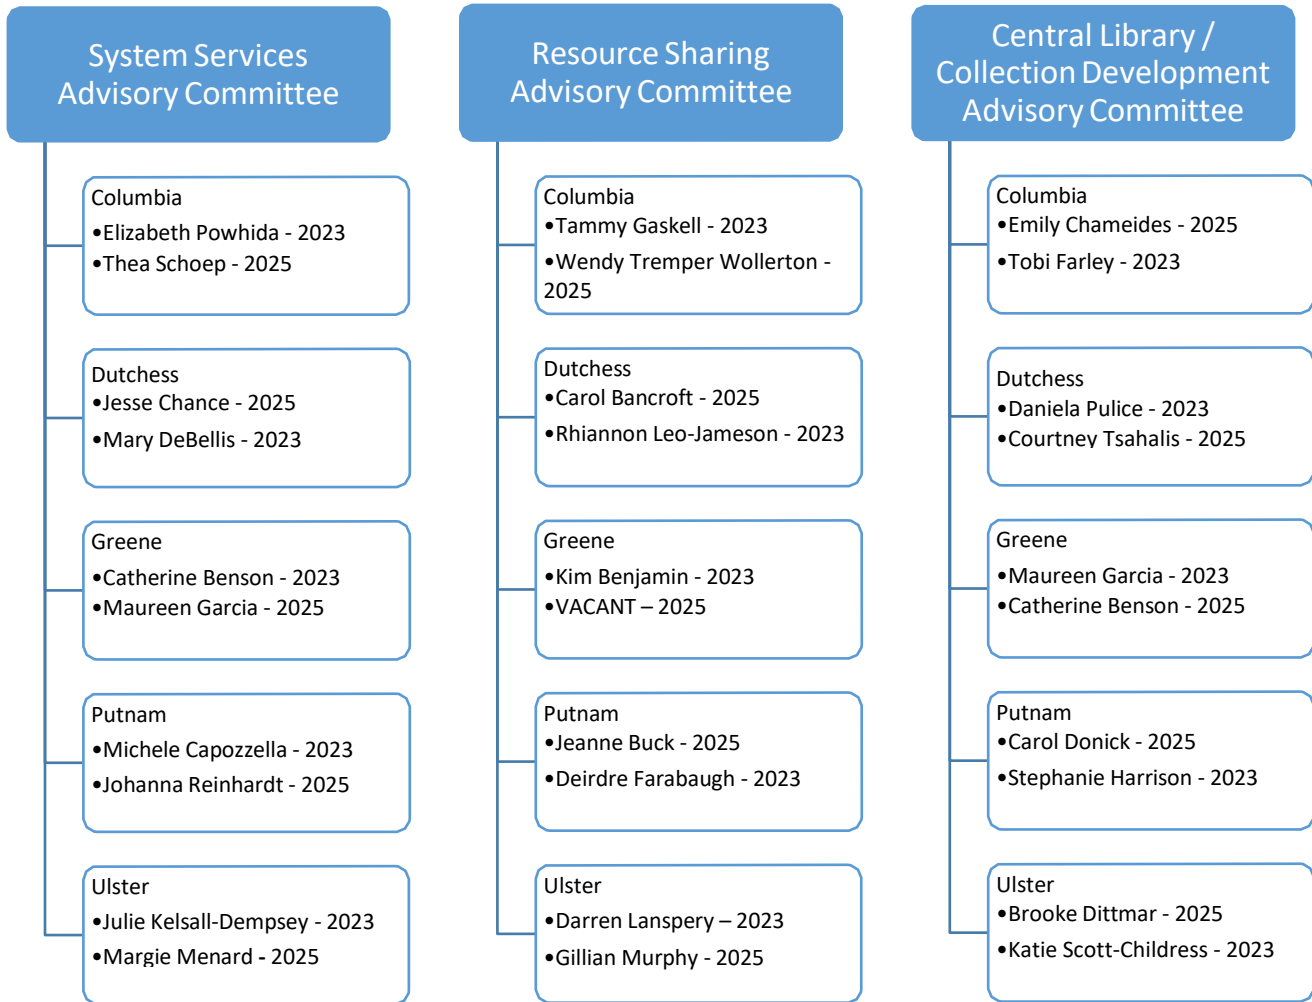 System Services
Advisory Committee
Columbia
•Elizabeth Powhida - 2023
•Thea Schoep - 2025
Dutchess
•Jesse Chance - 2025
•Mary DeBellis - 2023
Greene
•Catherine Benson - 2023
•Maureen Garcia - 2025
Putnam
•Michele Capozzella - 2023
•Johanna Reinhardt - 2025
Ulster
•Julie Kelsall-Dempsey - 2023
•Margie Menard - 2025
Resource Sharing
Advisory Committee
Columbia
•Tammy Gaskell - 2023
•Wendy Tremper Wollerton -
2025
Dutchess
•Carol Bancroft - 2025
•Rhiannon Leo-Jameson - 2023
Greene
•Kim Benjamin - 2023
•VACANT – 2025
Putnam
•Jeanne Buck - 2025
•Deirdre Farabaugh - 2023
Ulster
•Darren Lanspery – 2023
•Gillian Murphy - 2025
Central Library /
Collection Development
Advisory Committee
Columbia
•Emily Chameides - 2025
•Tobi Farley - 2023
Dutchess
•Daniela Pulice - 2023
•Courtney Tsahalis - 2025
Greene
•Maureen Garcia - 2023
•Catherine Benson - 2025
Putnam
•Carol Donick - 2025
•Stephanie Harrison - 2023
Ulster
•Brooke Dittmar - 2025
•Katie Scott-Childress - 2023